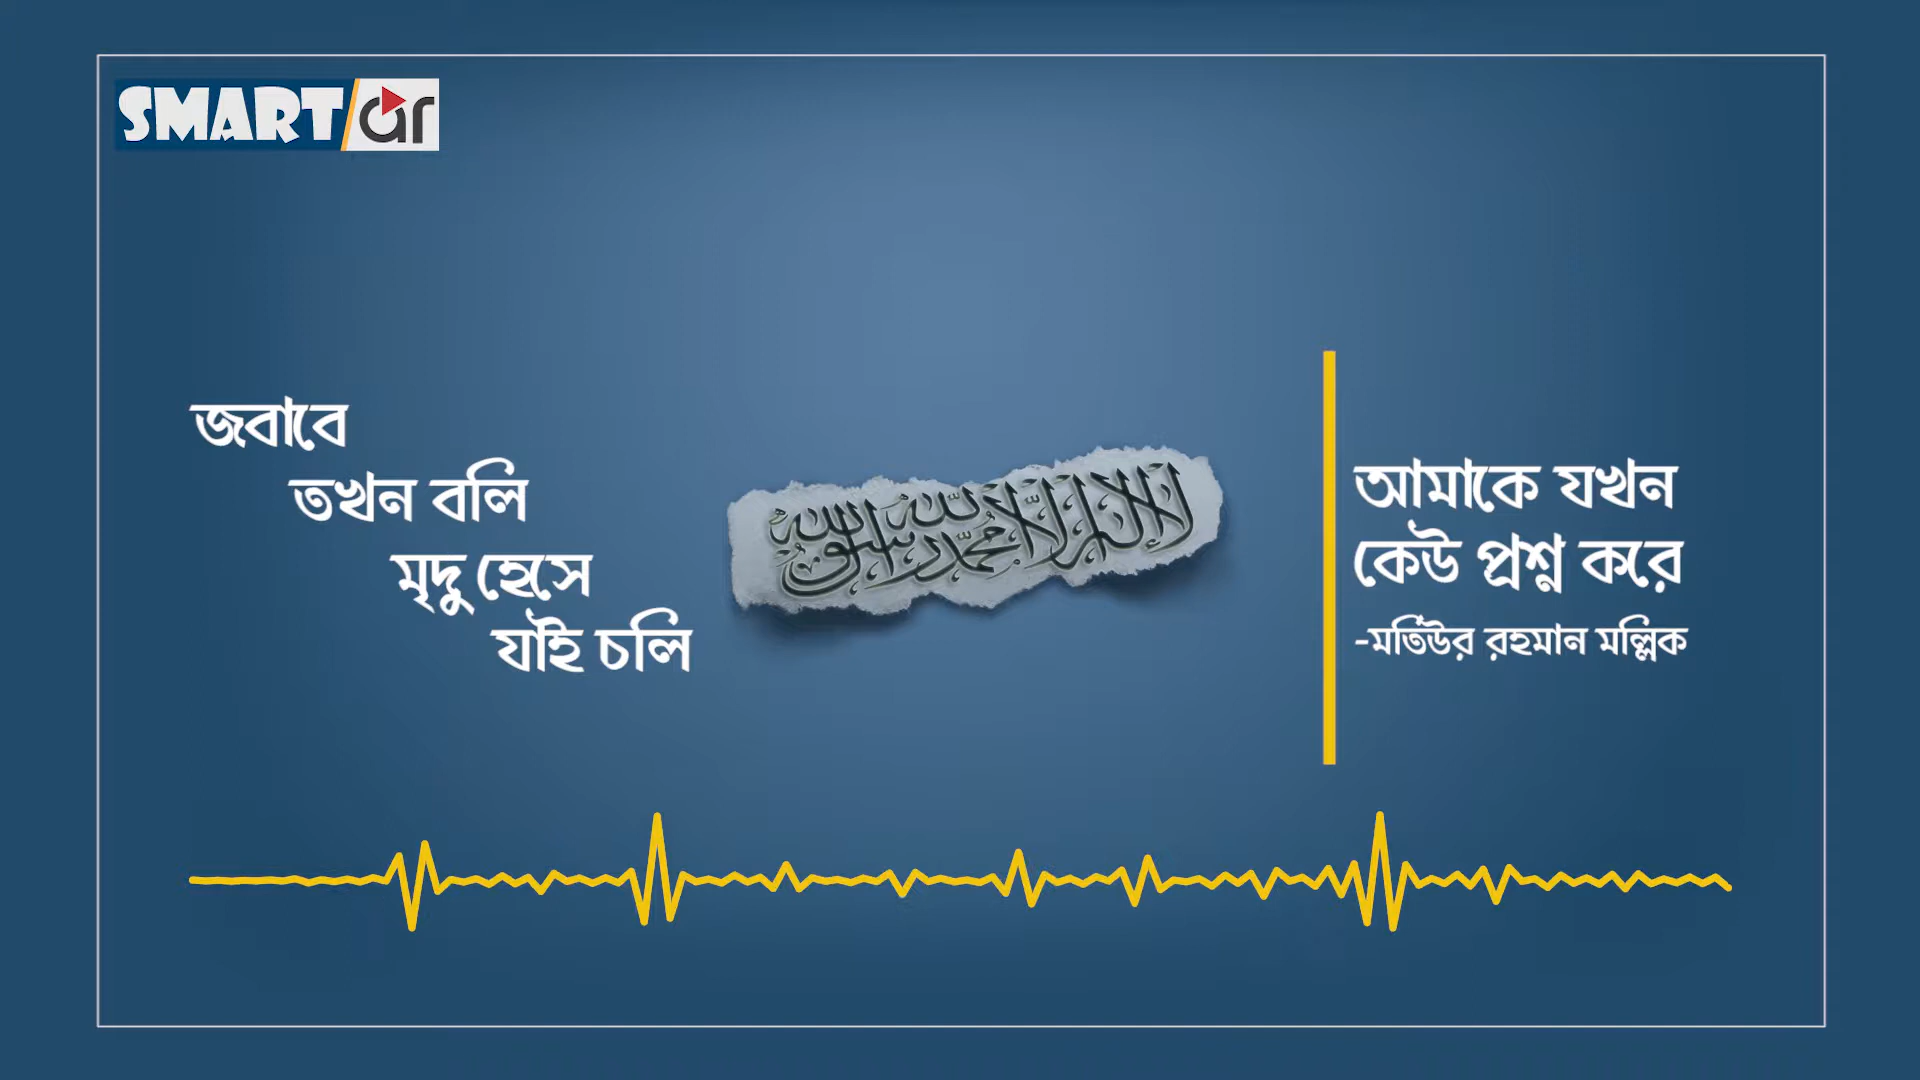 SMART ar
জবাবে
তখন বলি
মৃদু হেসে
যাই চলি
لا إله إلا الله محمد رسول الله
আমাকে যখন
কেউ প্রশ্ন করে
-মতিউর রহমান মল্লিক